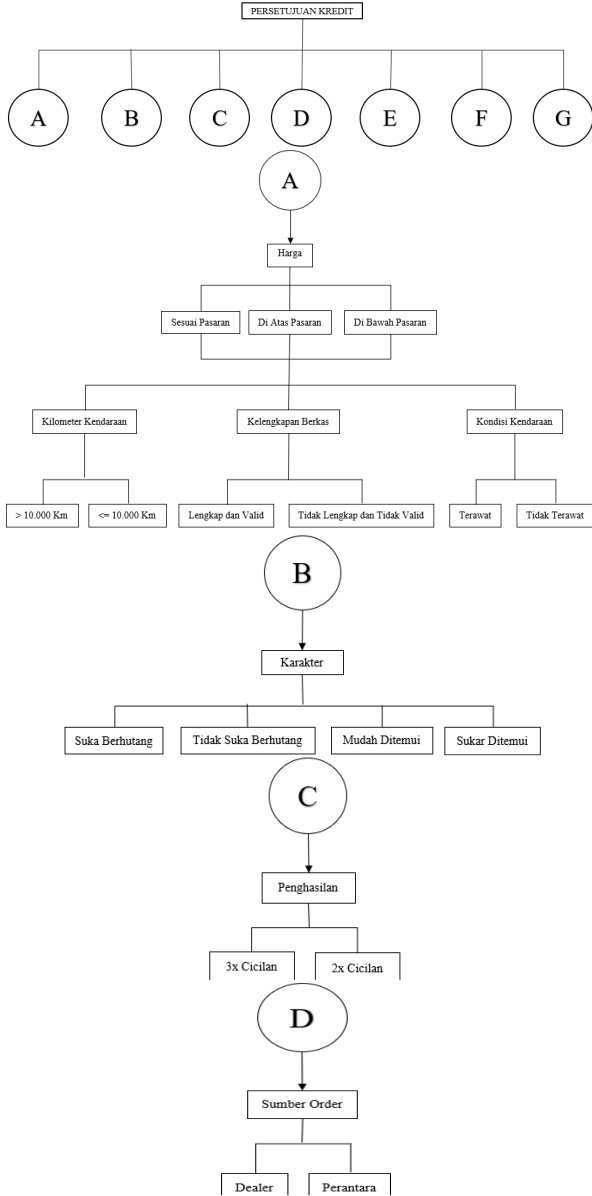 PERSETUJUAN KREDIT
A B C D E F G
A
Harga
Sesuai Pasaran Di Atas Pasaran Di Bawah Pasaran
Kilometer Kendaraan Kelengkapan Berkas Kondisi Kendaraan
> 10.000 Km <= 10.000 Km Lengkap dan Valid Tidak Lengkap dan Tidak Valid Terawat Tidak Terawat
B
Karakter
Suka Berhutang Tidak Suka Berhutang Mudah Ditemui Sukar Ditemui
C
Penghasilan
3x Cicilan 2x Cicilan
D
Sumber Order
Dealer Perantara